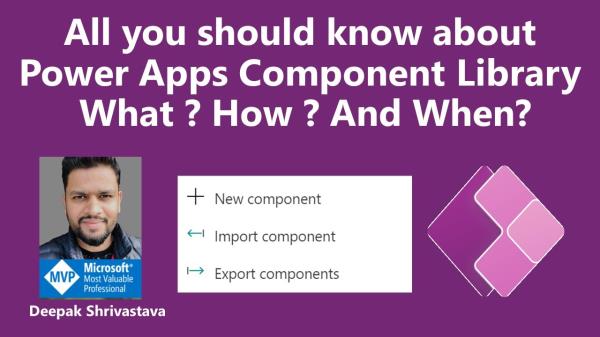 All you should know about
Power Apps Component Library
What ? How ? And When?
New component
Import component
Export components
MVP
Microsoft®
Most Valuable
Professional
Deepak Shrivastava